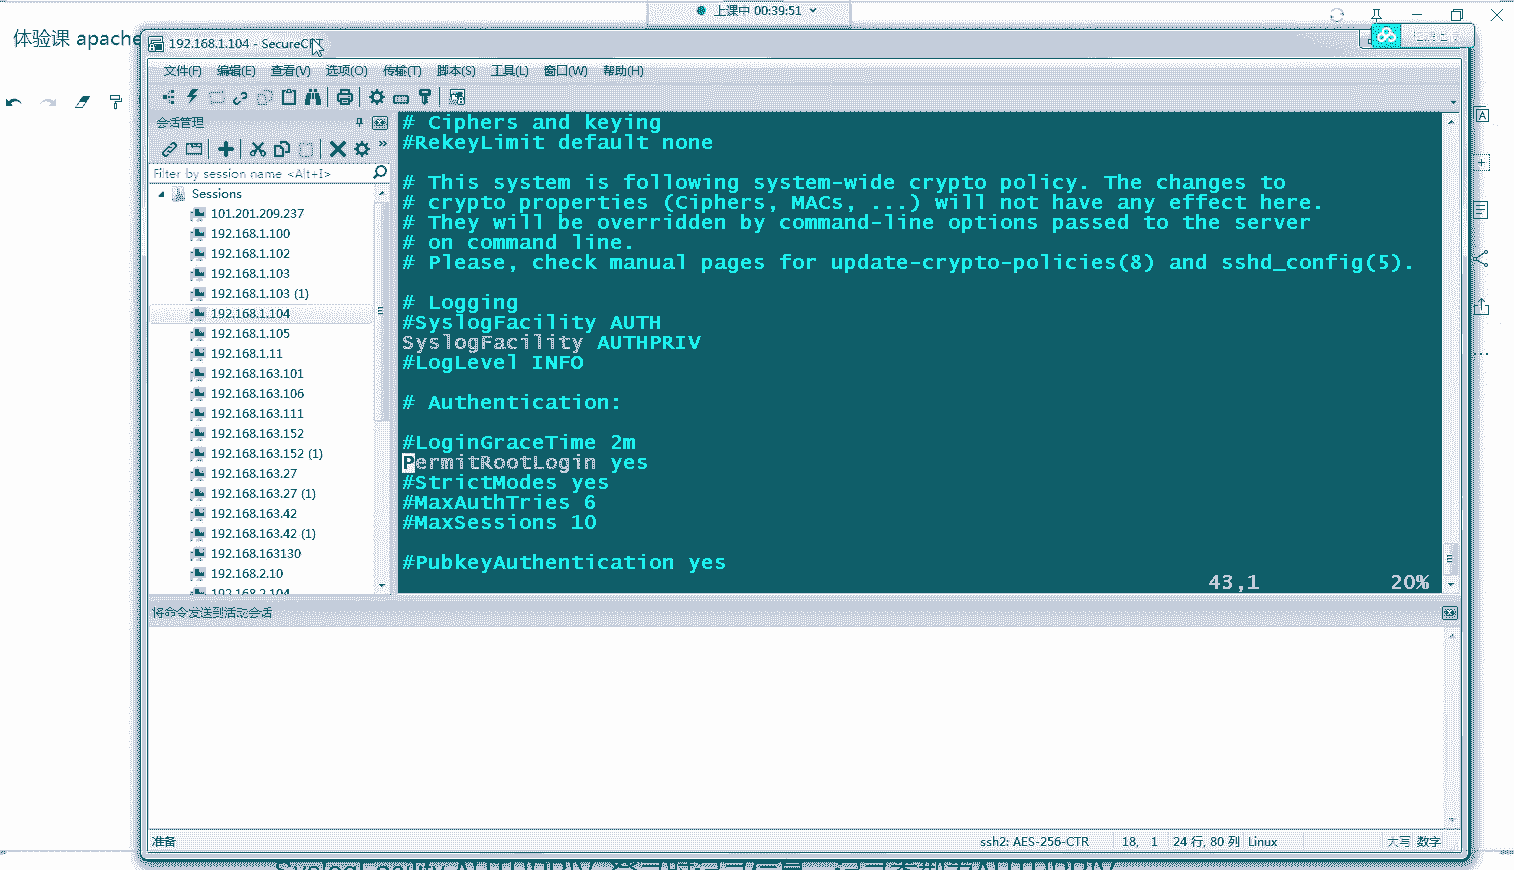 上课中 00:39:51
体验课 apache
192.168.1.104 - SecureCRT
文件(F) 编辑(E) 查看(V) 选项(O) 传输(T) 脚本(S) 工具(L) 窗口(W) 帮助(H)
会话管理
Filter by session name <Alt+I>
Sessions
101.201.209.237
192.168.1.100
192.168.1.102
192.168.1.103
192.168.1.103 (1)
192.168.1.104
192.168.1.105
192.168.1.11
192.168.163.101
192.168.163.106
192.168.163.111
192.168.163.152
192.168.163.152 (1)
192.168.163.27
192.168.163.27 (1)
192.168.163.42
192.168.163.42 (1)
192.168.163130
192.168.2.10
192.168.2.104
# Ciphers and keying
#RekeyLimit default none
# This system is following system-wide crypto policy. The changes to
# crypto properties (Ciphers, MACs, ...) will not have any effect here.
# They will be overridden by command-line options passed to the server
# on command line.
# Please, check manual pages for update-crypto-policies(8) and sshd_config(5).
# Logging
#SyslogFacility AUTH
SyslogFacility AUTHPRIV
#LogLevel INFO
# Authentication:
#LoginGraceTime 2m
PermitRootLogin yes
#StrictModes yes
#MaxAuthTries 6
#MaxSessions 10
#PubkeyAuthentication yes
43,1 20%
将命令发送到活动会话
准备
ssh2: AES-256-CTR 18, 1 24 行, 80 列 Linux 大写 数字